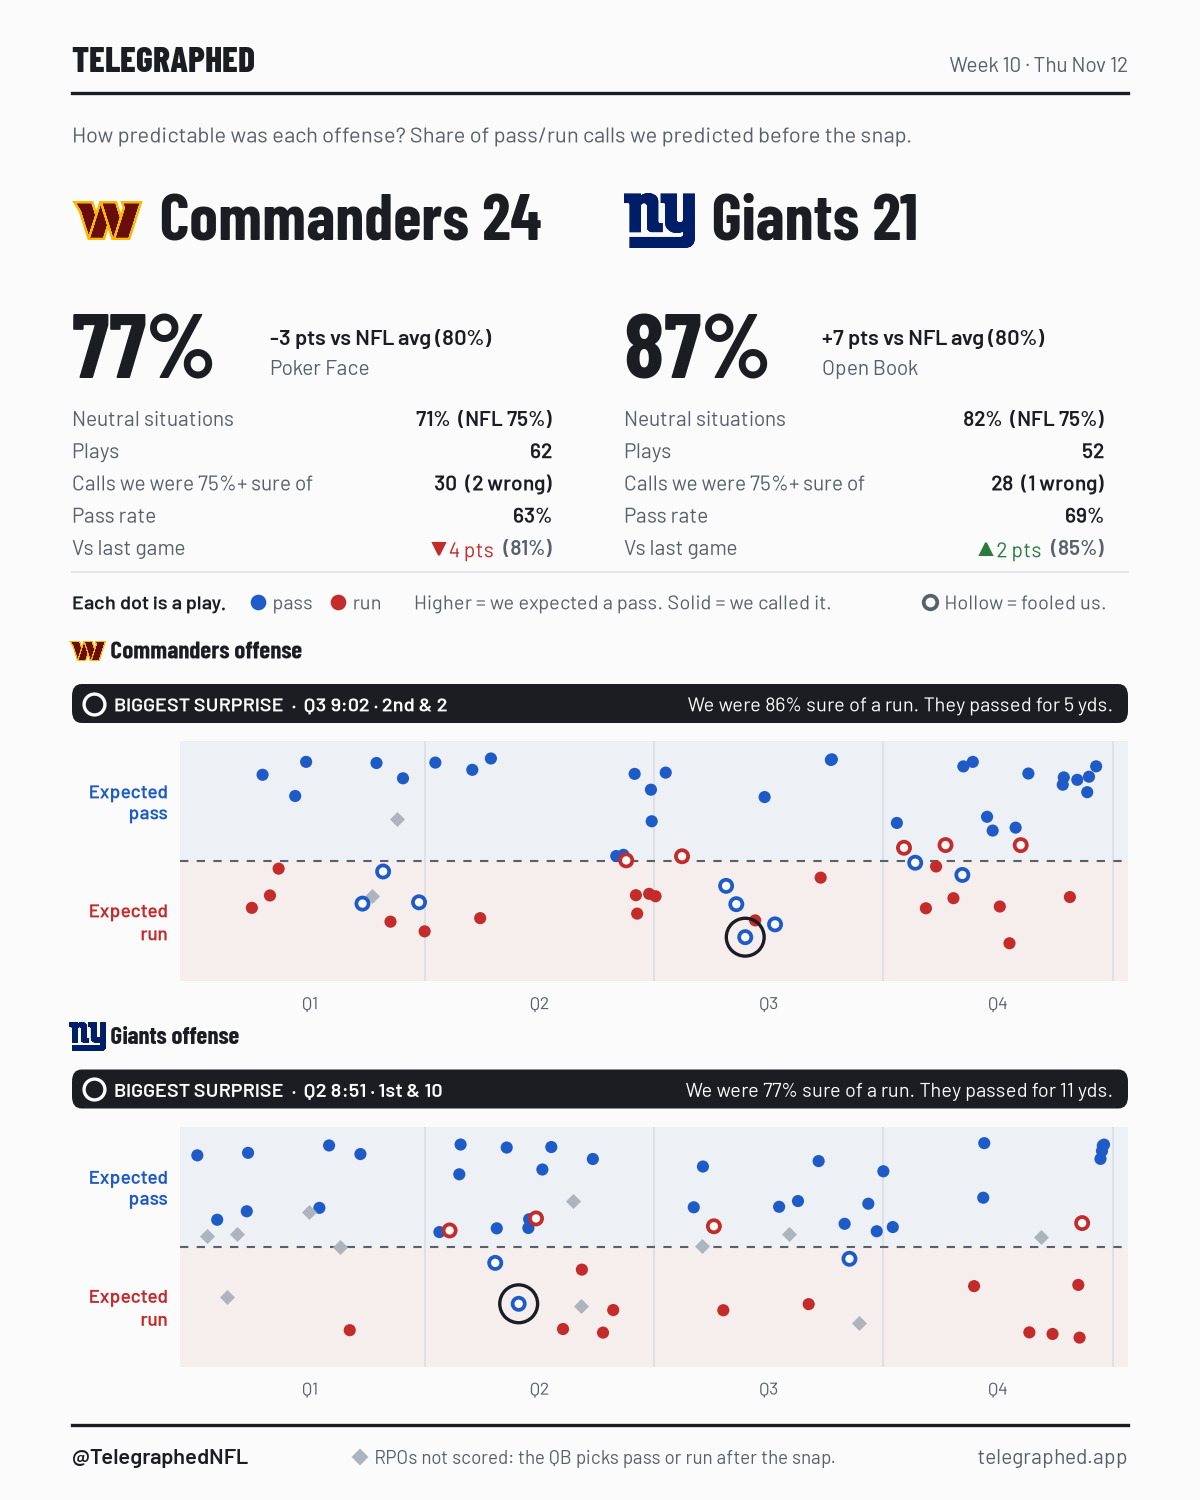 TELEGRAPHED
Week 10 · Thu Nov 12
How predictable was each offense? Share of pass/run calls we predicted before the snap.
W Commanders 24
ny Giants 21
77%
-3 pts vs NFL avg (80%)
Poker Face
Neutral situations 71% (NFL 75%)
Plays 62
Calls we were 75%+ sure of 30 (2 wrong)
Pass rate 63%
Vs last game ▼4 pts (81%)
87%
+7 pts vs NFL avg (80%)
Open Book
Neutral situations 82% (NFL 75%)
Plays 52
Calls we were 75%+ sure of 28 (1 wrong)
Pass rate 69%
Vs last game ▲2 pts (85%)
Each dot is a play. pass run Higher = we expected a pass. Solid = we called it. Hollow = fooled us.
W Commanders offense
BIGGEST SURPRISE · Q3 9:02 · 2nd & 2 We were 86% sure of a run. They passed for 5 yds.
Expected
pass
Expected
run
Q1 Q2 Q3 Q4
ny Giants offense
BIGGEST SURPRISE · Q2 8:51 · 1st & 10 We were 77% sure of a run. They passed for 11 yds.
Expected
pass
Expected
run
Q1 Q2 Q3 Q4
@TelegraphedNFL
RPOs not scored: the QB picks pass or run after the snap.
telegraphed.app